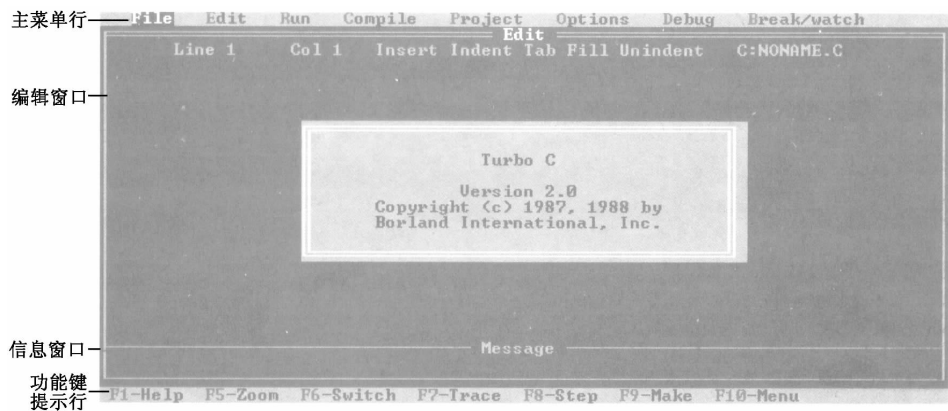 主菜单行
File Edit Run Compile Project Options Debug Break/watch
Edit
Line 1 Col 1 Insert Indent Tab Fill Unindent C:NONAME.C
编辑窗口
Turbo C
Version 2.0
Copyright (c) 1987, 1988 by
Borland International, Inc.
信息窗口
Message
功能键
提示行
F1-Help F5-Zoom F6-Switch F7-Trace F8-Step F9-Make F10-Menu